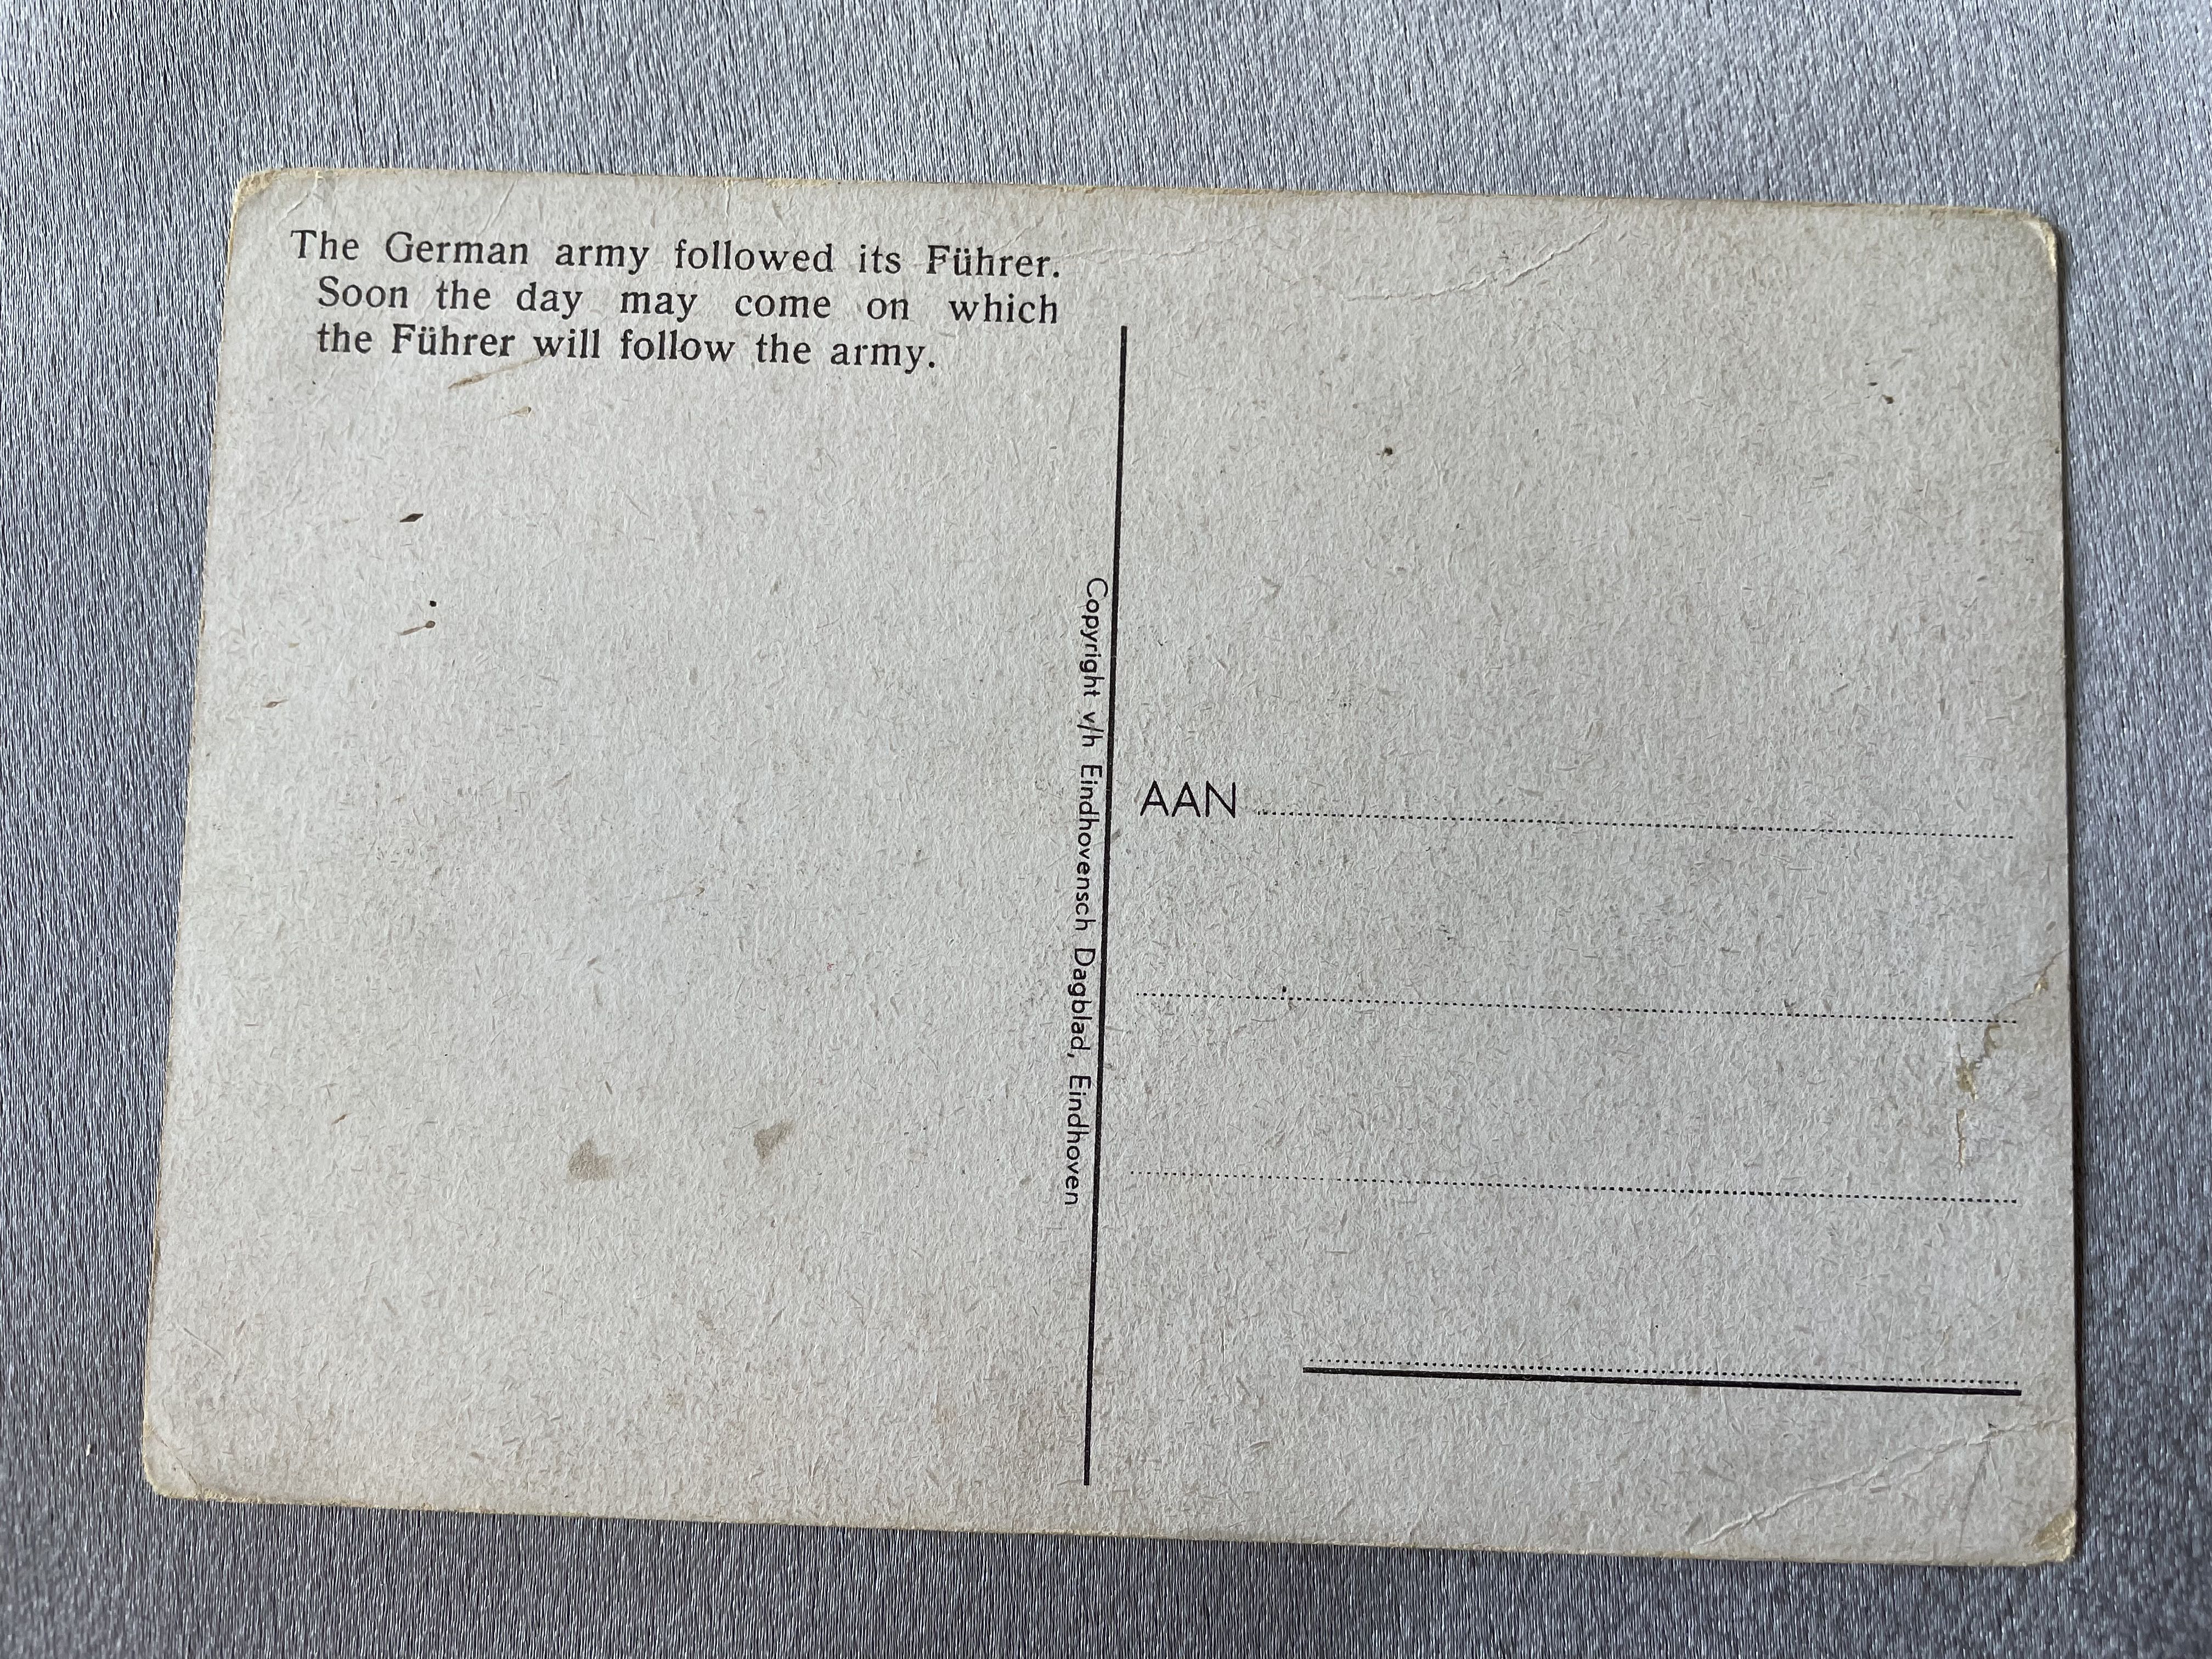 The German army followed its Führer.
Soon the day may come on which
the Führer will follow the army.
Copyright v/h Eindhovensch Dagblad, Eindhoven
AAN